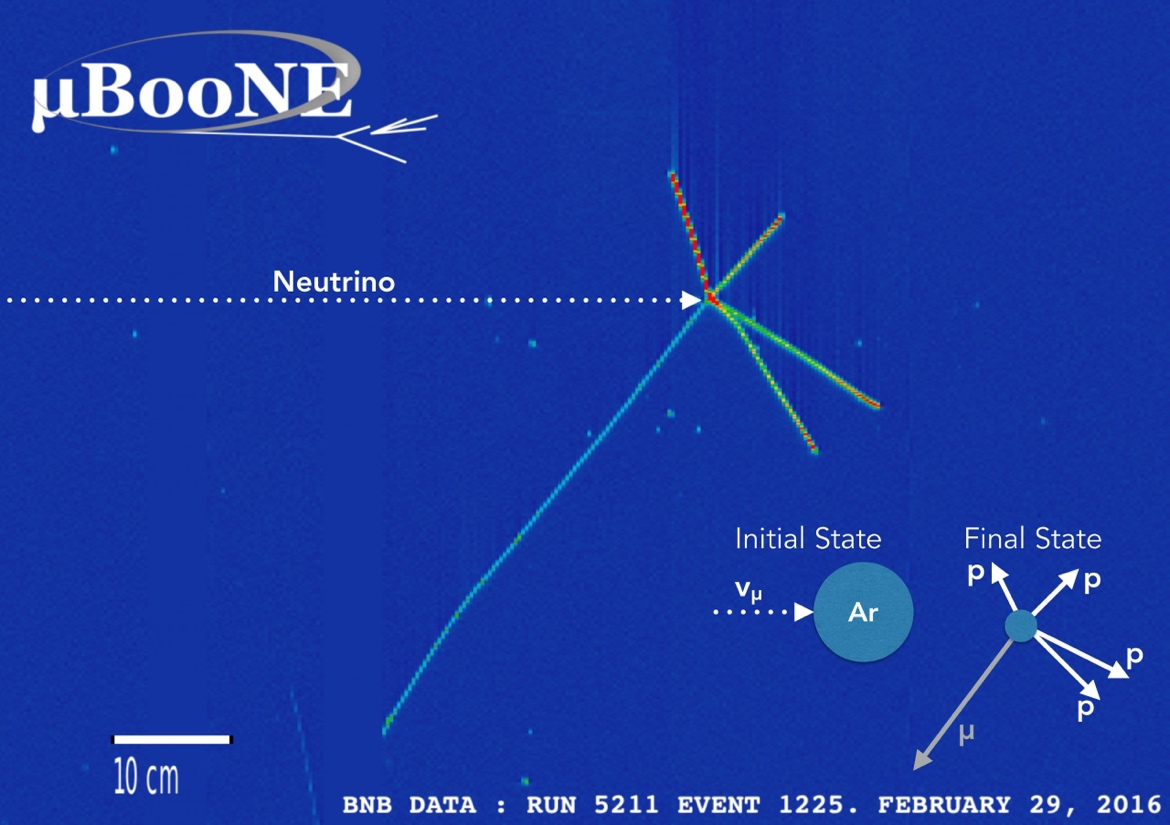 µBooNE
Neutrino
Initial State
Final State
νμ
Ar
p
p
p
p
μ
10 cm
BNB DATA : RUN 5211 EVENT 1225. FEBRUARY 29, 2016